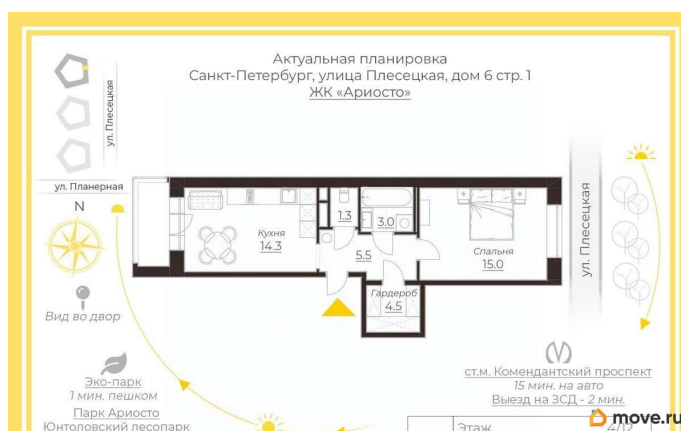 Актуальная планировка
Санкт-Петербург, улица Плесецкая, дом 6 стр. 1
ЖК «Ариосто»
ул. Плесецкая
ул. Планерная
N
Вид во двор
Кухня
14.3
1.3
3.0
5.5
Гардероб
4.5
Спальня
15.0
ул. Плесецкая
Эко-парк
1 мин. пешком
Парк Ариосто
Юнтоловский лесопарк
ст.м. Комендантский проспект
15 мин. на авто
Выезд на ЗСД - 2 мин.
Этаж
4/12
move.ru